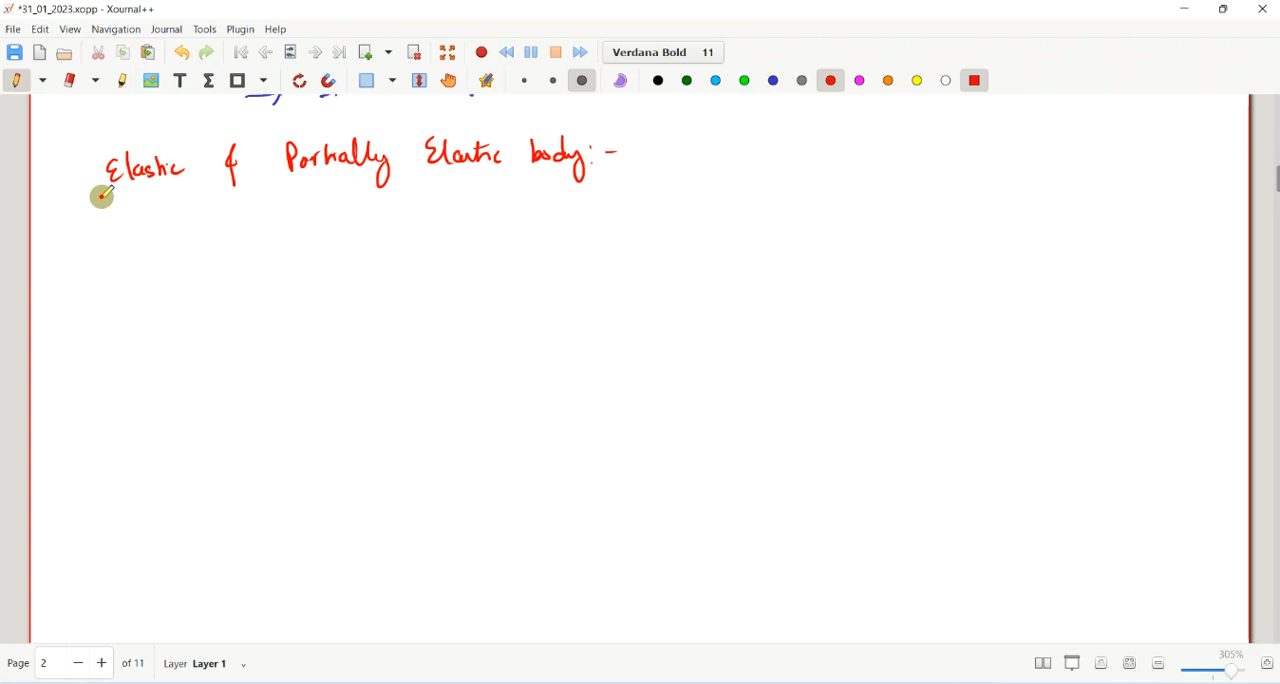 *31_01_2023.xopp - Xournal++
File Edit View Navigation Journal Tools Plugin Help
Verdana Bold 11
Elastic & Partially Elastic body:-
Page 2 of 11 Layer Layer 1 305%